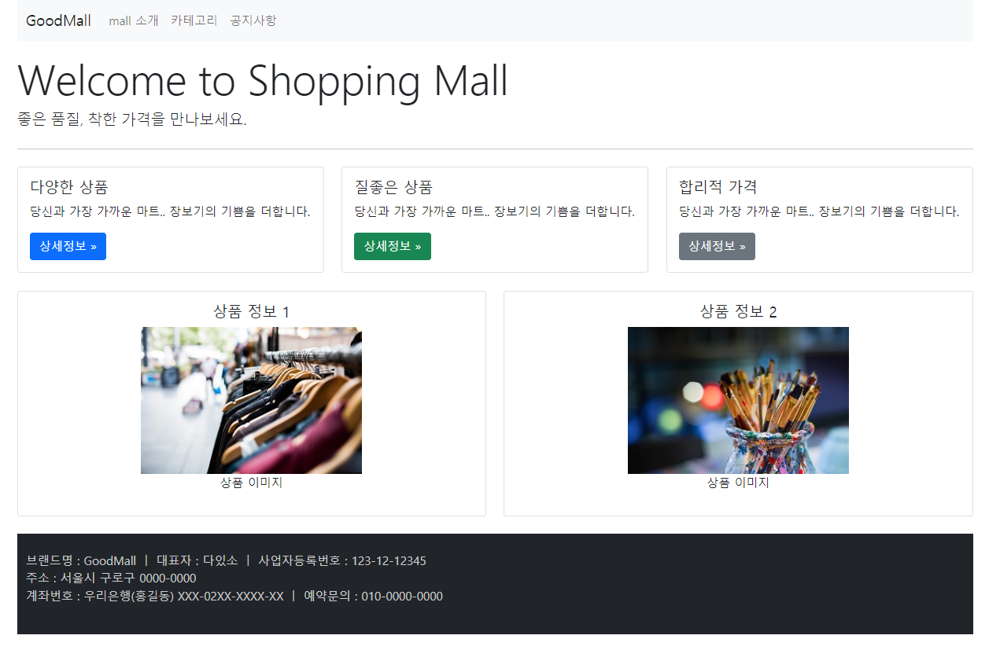 GoodMall mall 소개 카테고리 공지사항
Welcome to Shopping Mall
좋은 품질, 착한 가격을 만나보세요.
다양한 상품
당신과 가장 가까운 마트.. 장보기의 기쁨을 더합니다.
상세정보 »
질좋은 상품
당신과 가장 가까운 마트.. 장보기의 기쁨을 더합니다.
상세정보 »
합리적 가격
당신과 가장 가까운 마트.. 장보기의 기쁨을 더합니다.
상세정보 »
상품 정보 1
상품 이미지
상품 정보 2
상품 이미지
브랜드명 : GoodMall ㅣ 대표자 : 다있소 ㅣ 사업자등록번호 : 123-12-12345
주소 : 서울시 구로구 0000-0000
계좌번호 : 우리은행(홍길동) XXX-02XX-XXXX-XX ㅣ 예약문의 : 010-0000-0000